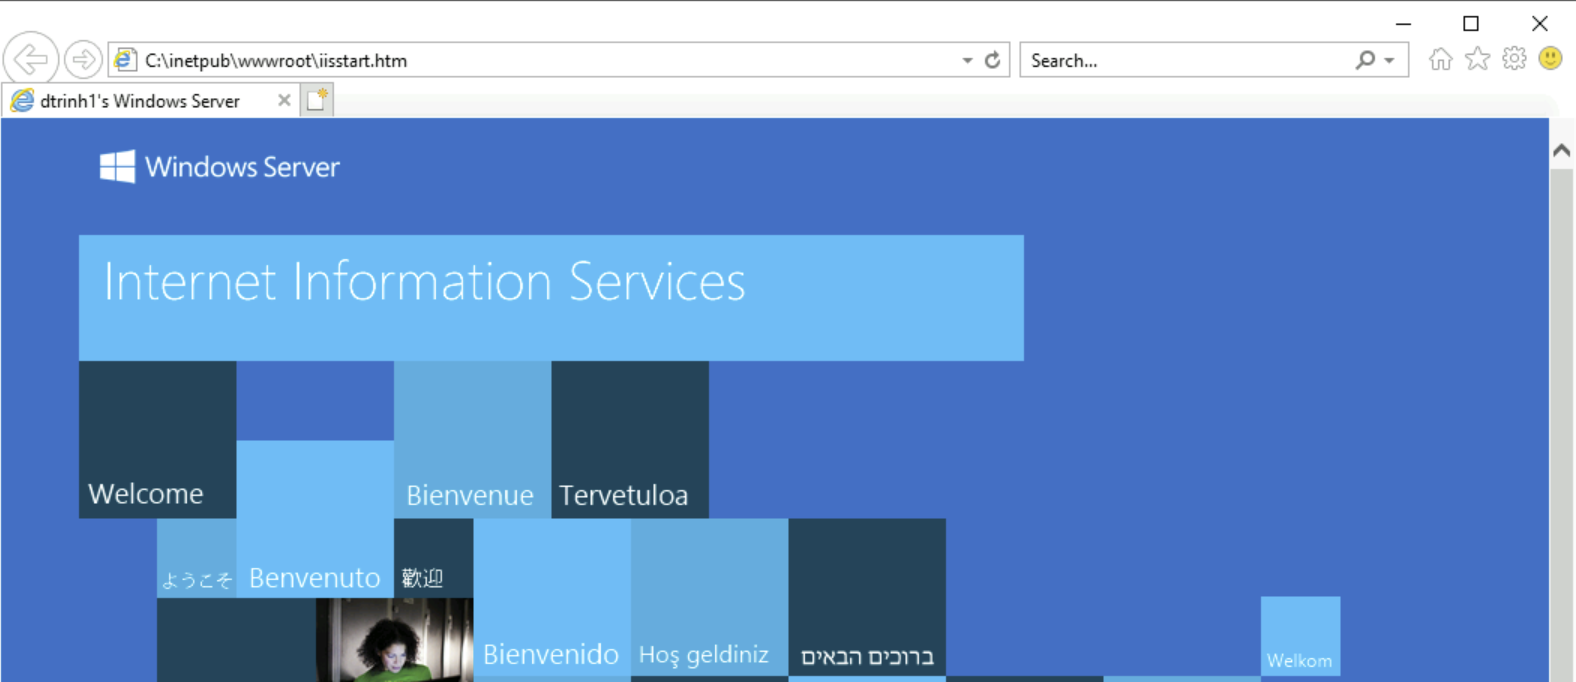 C:\inetpub\wwwroot\iisstart.htm
Search...
dtrinh1's Windows Server
Windows Server
Internet Information Services
Welcome
Bienvenue
Tervetuloa
ようこそ
Benvenuto
歡迎
Bienvenido
Hoş geldiniz
ברוכים הבאים
Welkom